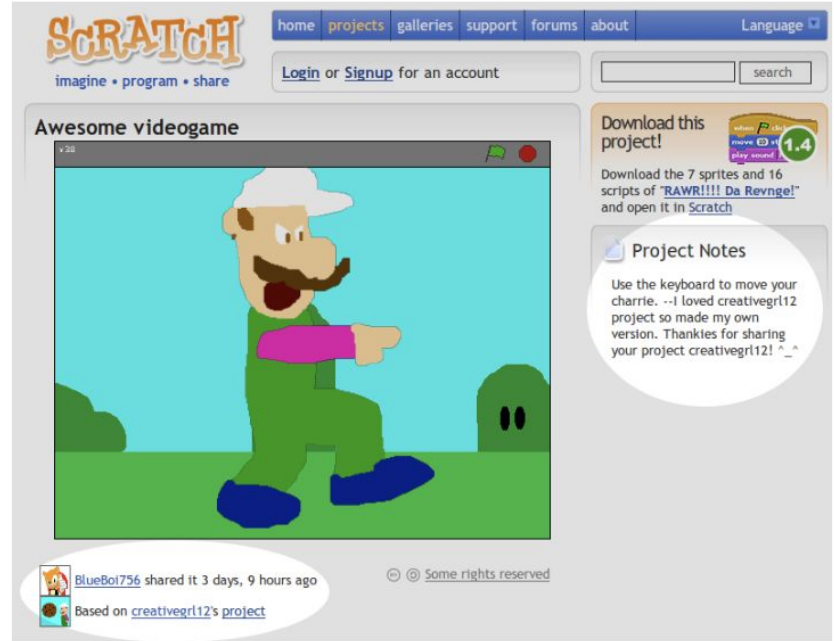 SCRATCH
imagine • program • share
home projects galleries support forums about Language
Login or Signup for an account
search
Awesome videogame
Download this
project!
when clic
move 10 st
play sound
1.4
Download the 7 sprites and 16
scripts of "RAWR!!!! Da Revnge!"
and open it in Scratch
Project Notes
Use the keyboard to move your
charrie. --I loved creativegrl12
project so made my own
version. Thankies for sharing
your project creativegrl12! ^_^
BlueBoi756 shared it 3 days, 9 hours ago
Based on creativegrl12's project
Some rights reserved